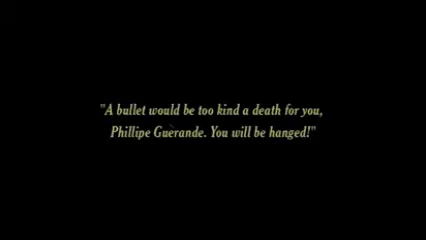 "A bullet would be too kind a death for you,
Phillipe Guerande. You will be hanged!"